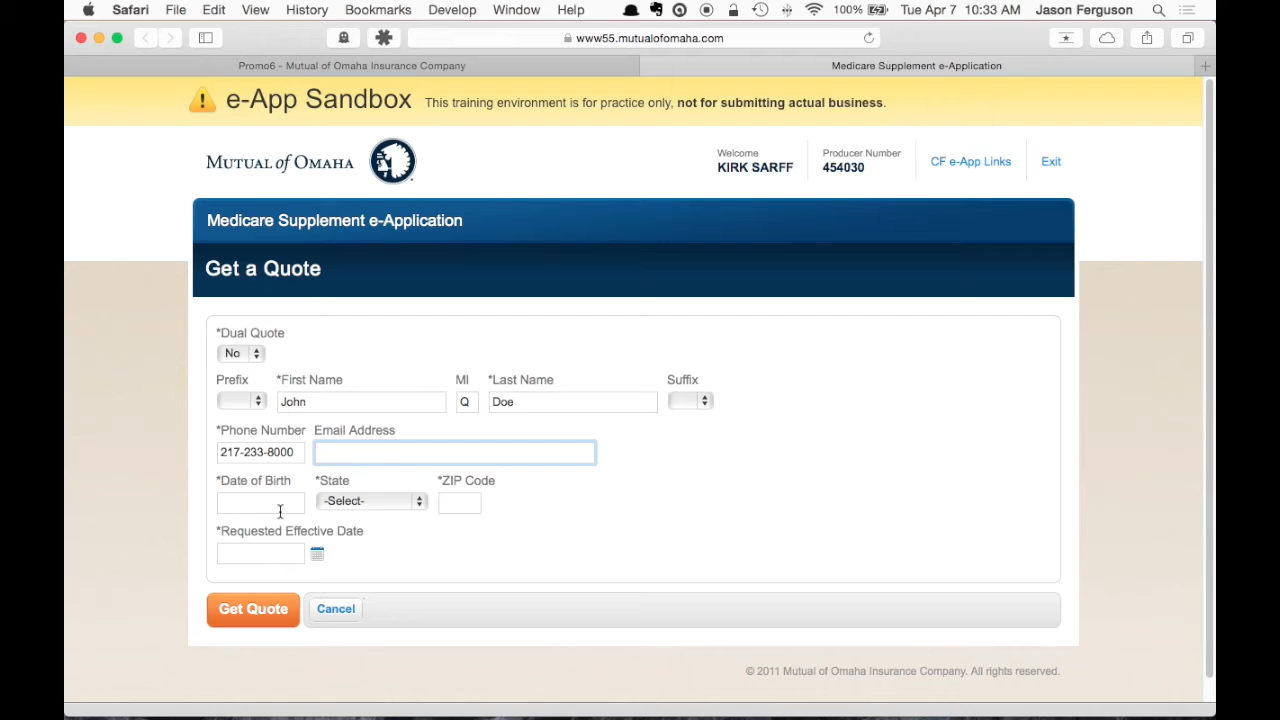 Safari File Edit View History Bookmarks Develop Window Help 100% Tue Apr 7 10:33 AM Jason Ferguson
www55.mutualofomaha.com
Promo6 - Mutual of Omaha Insurance Company Medicare Supplement e-Application
e-App Sandbox This training environment is for practice only, not for submitting actual business.
MUTUAL of OMAHA
Welcome Producer Number
KIRK SARFF 454030 CF e-App Links Exit
Medicare Supplement e-Application
Get a Quote
*Dual Quote
No
Prefix *First Name MI *Last Name Suffix
John Q Doe
*Phone Number Email Address
217-233-8000
*Date of Birth *State *ZIP Code
-Select-
*Requested Effective Date
Get Quote Cancel
© 2011 Mutual of Omaha Insurance Company. All rights reserved.